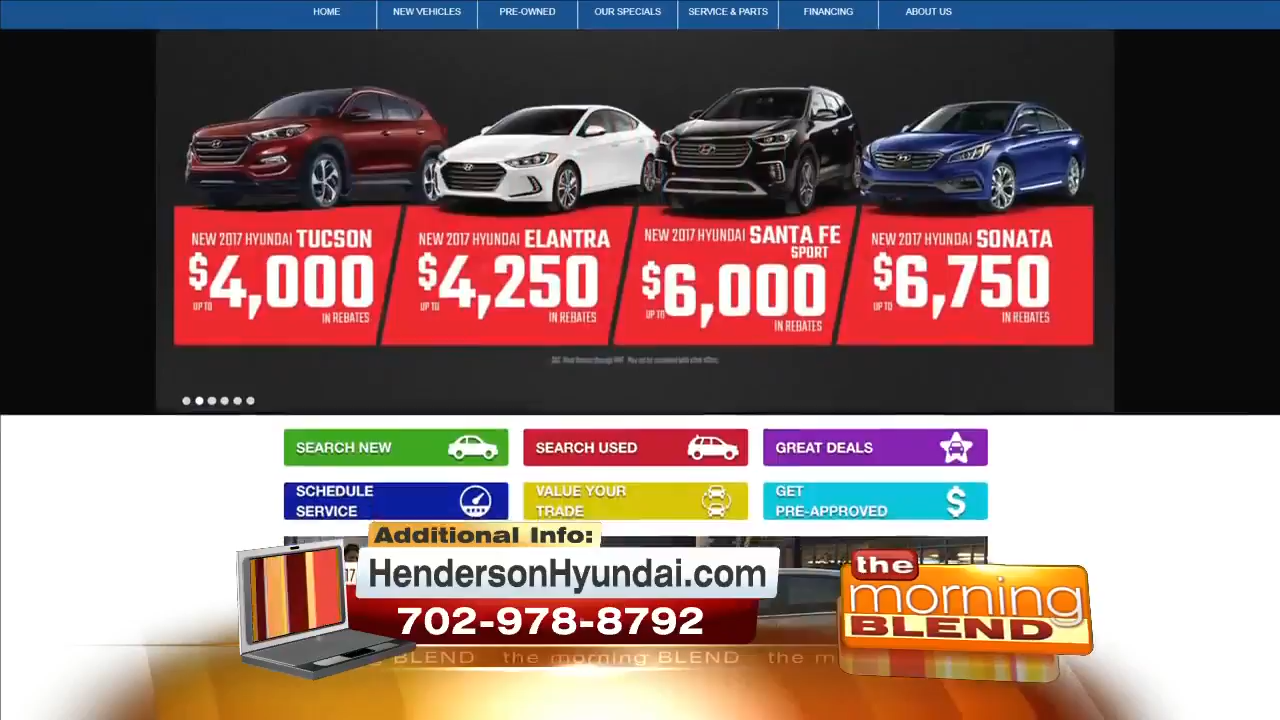 HOME NEW VEHICLES PRE-OWNED OUR SPECIALS SERVICE & PARTS FINANCING ABOUT US
NEW 2017 HYUNDAI TUCSON
UP TO $4,000
IN REBATES
NEW 2017 HYUNDAI ELANTRA
UP TO $4,250
IN REBATES
NEW 2017 HYUNDAI SANTA FE
SPORT
UP TO $6,000
IN REBATES
NEW 2017 HYUNDAI SONATA
UP TO $6,750
IN REBATES
SEARCH NEW
SEARCH USED
GREAT DEALS
SCHEDULE
SERVICE
VALUE YOUR
TRADE
GET
PRE-APPROVED
$
Additional Info:
HendersonHyundai.com
702-978-8792
the
morning
BLEND
BLEND the morning BLEND the m